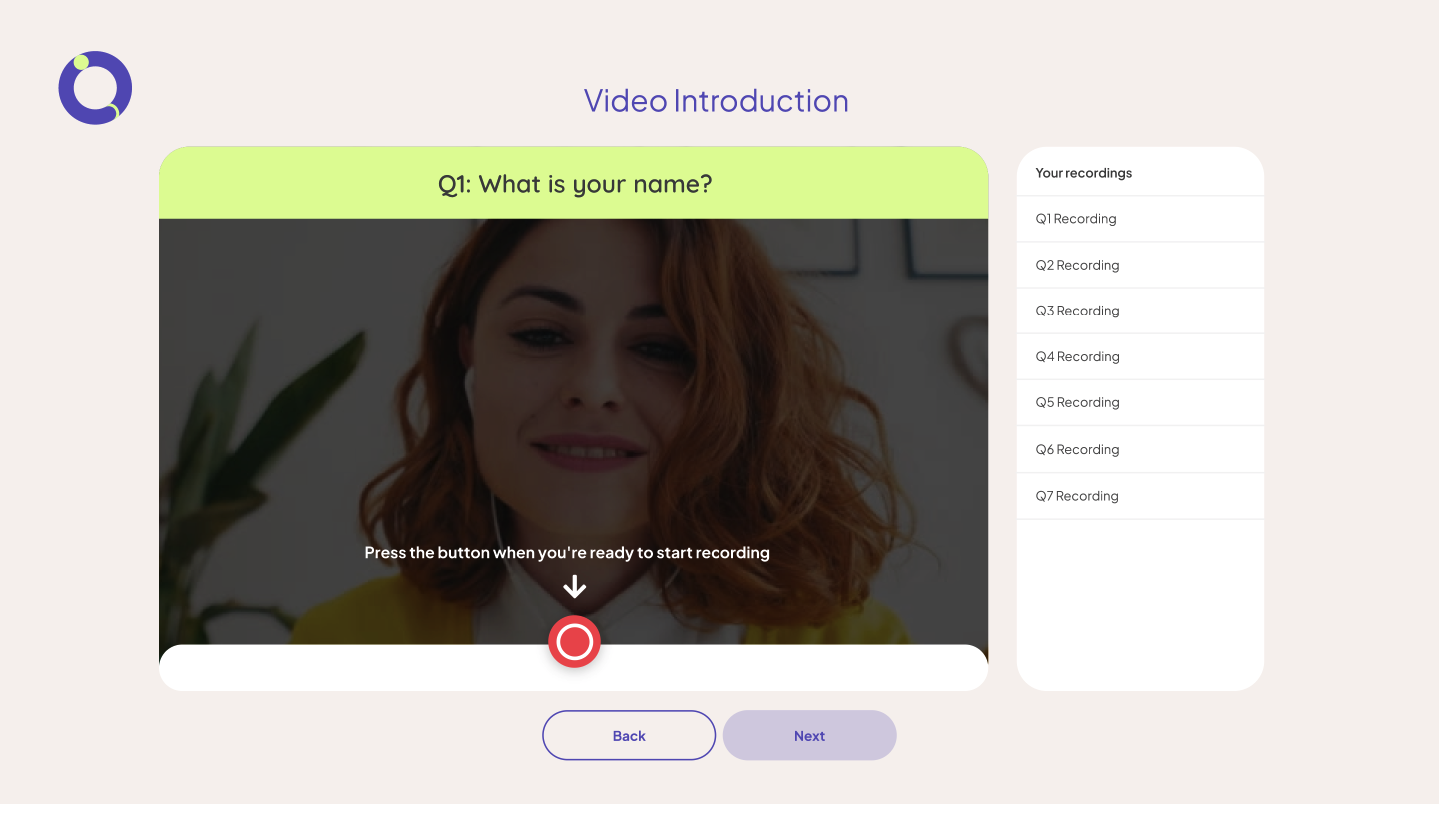 Video Introduction
Q1: What is your name?
Press the button when you're ready to start recording
Your recordings
Q1 Recording
Q2 Recording
Q3 Recording
Q4 Recording
Q5 Recording
Q6 Recording
Q7 Recording
Back
Next